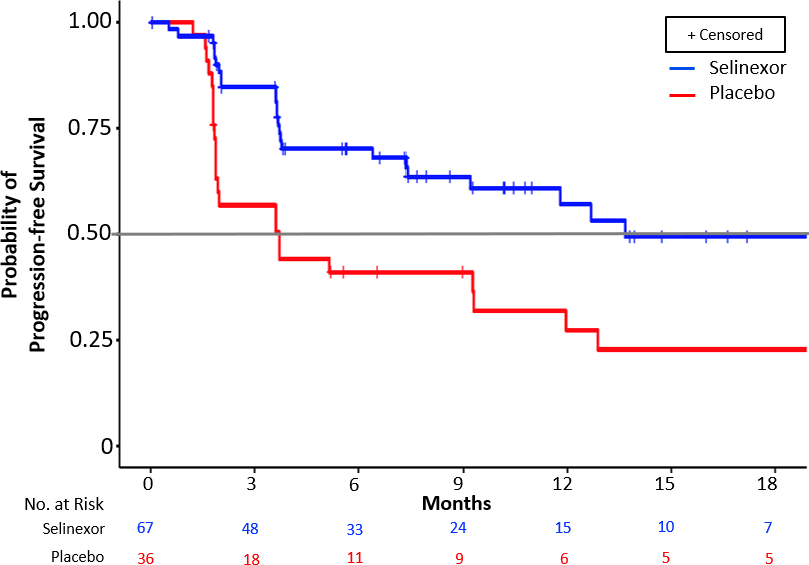 1.00
0.75
0.50
0.25
0
Probability of
Progression-free Survival
+ Censored
Selinexor
Placebo
0 3 6 9 12 15 18
Months
No. at Risk
Selinexor 67 48 33 24 15 10 7
Placebo 36 18 11 9 6 5 5